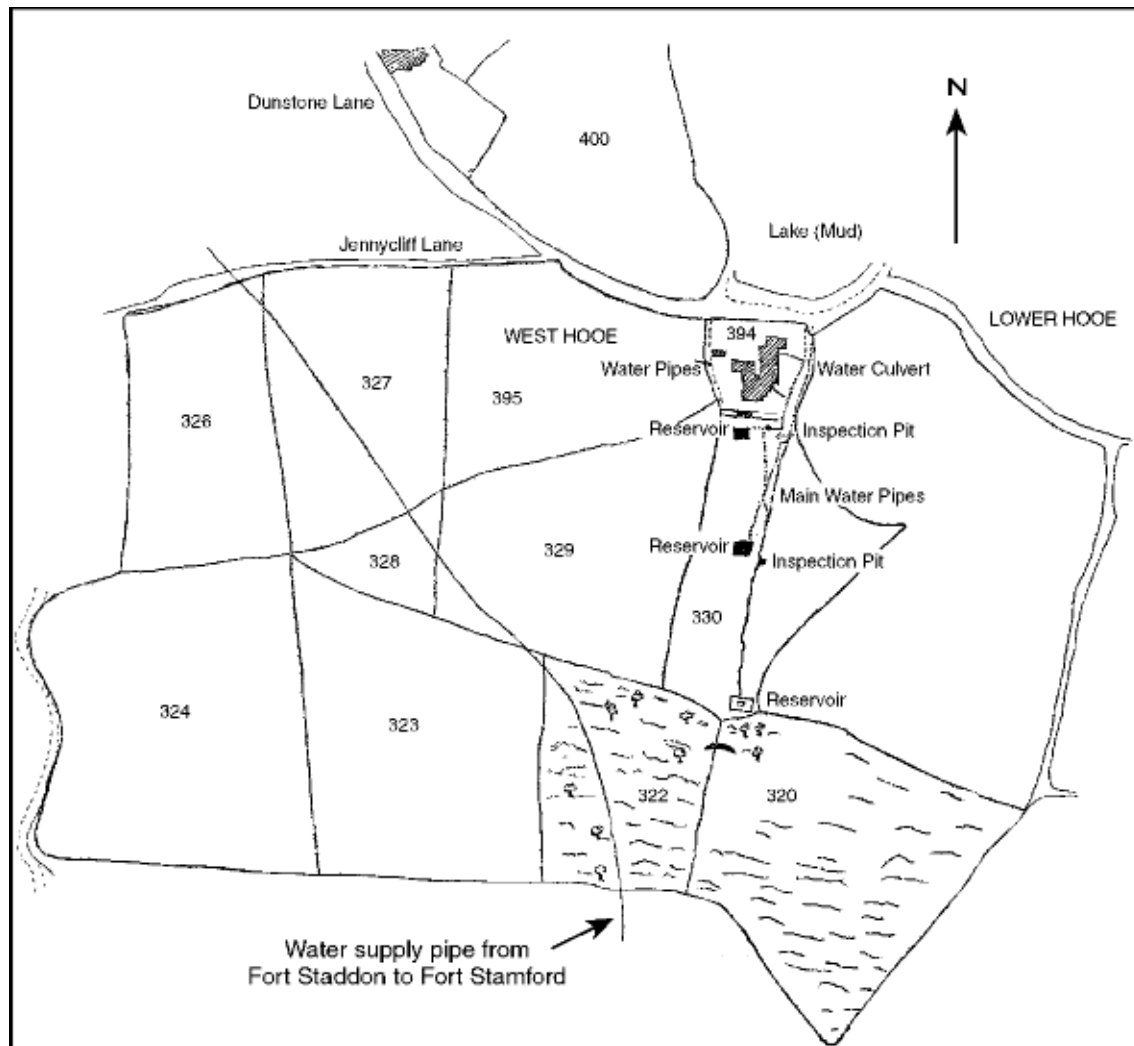 N
Dunstone Lane
400
Lake (Mud)
Jennycliff Lane
LOWER HOOE
WEST HOOE
394
327
Water Pipes
Water Culvert
395
326
Reservoir
Inspection Pit
Main Water Pipes
Reservoir
328
329
Inspection Pit
330
Reservoir
324
323
322
320
Water supply pipe from
Fort Staddon to Fort Stamford